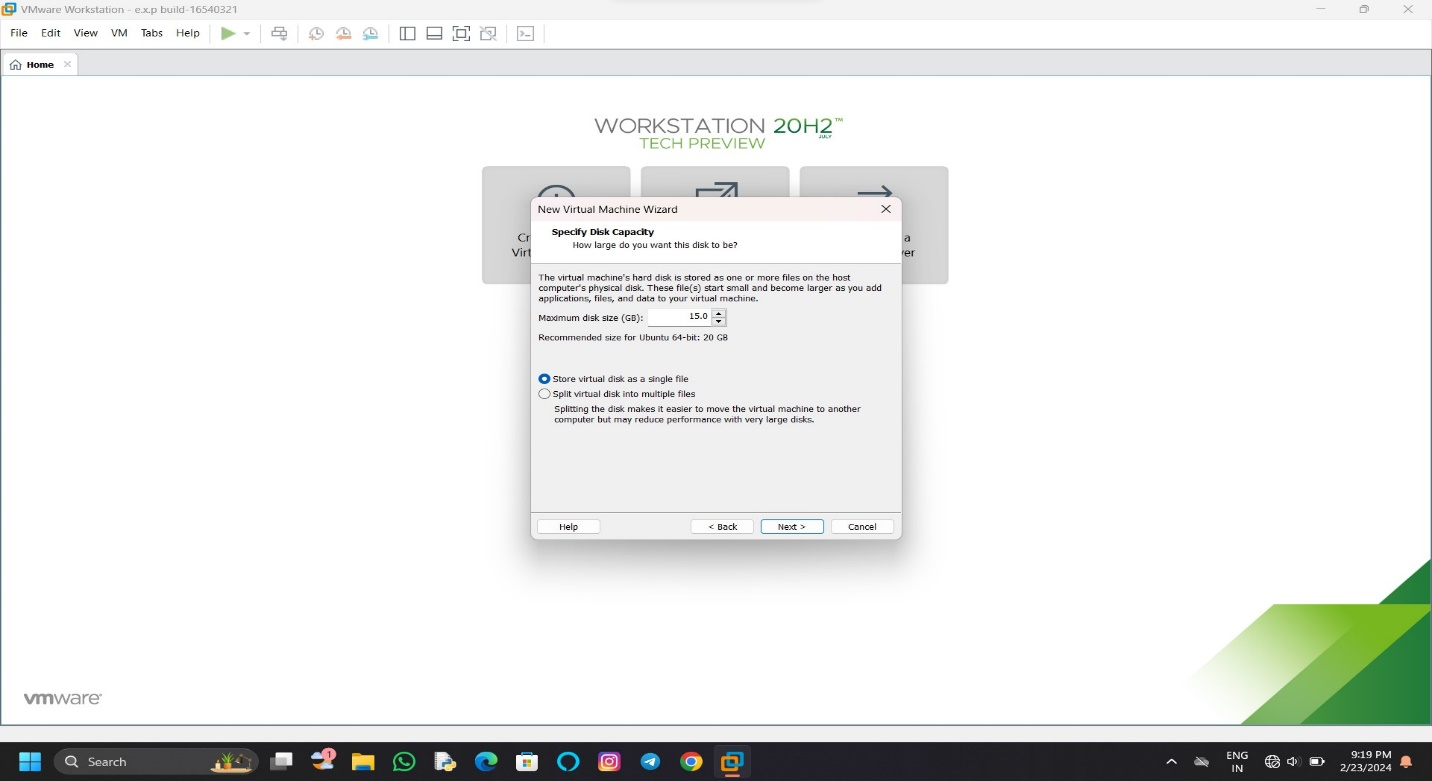 VMware Workstation - e.x.p build-16540321
File Edit View VM Tabs Help
Home
WORKSTATION 20H2™
JULY
TECH PREVIEW
New Virtual Machine Wizard
Specify Disk Capacity
How large do you want this disk to be?
Cr
Virt
a
ver
The virtual machine's hard disk is stored as one or more files on the host
computer's physical disk. These file(s) start small and become larger as you add
applications, files, and data to your virtual machine.
Maximum disk size (GB): 15.0
Recommended size for Ubuntu 64-bit: 20 GB
Store virtual disk as a single file
Split virtual disk into multiple files
Splitting the disk makes it easier to move the virtual machine to another
computer but may reduce performance with very large disks.
Help < Back Next > Cancel
vmware
Search 1 ENG 9:19 PM
IN 2/23/2024